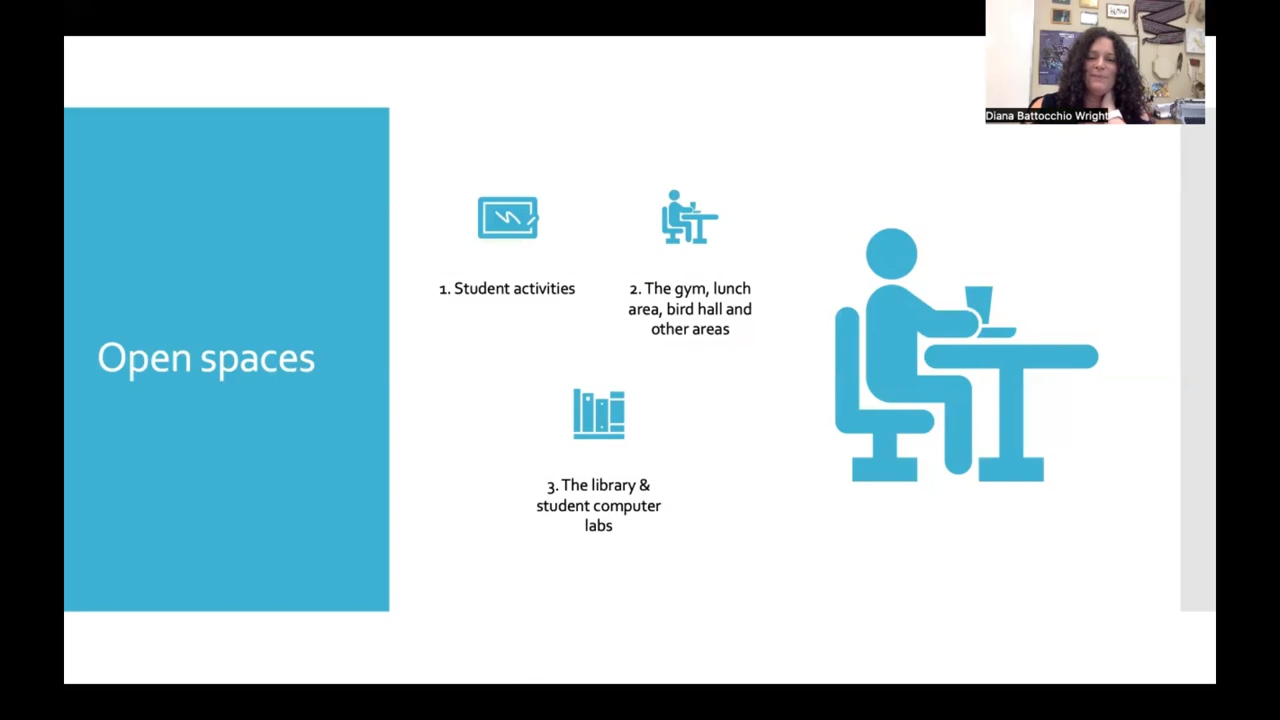 Diana Battocchio Wright
Open spaces
1. Student activities
2. The gym, lunch
area, bird hall and
other areas
3. The library &
student computer
labs